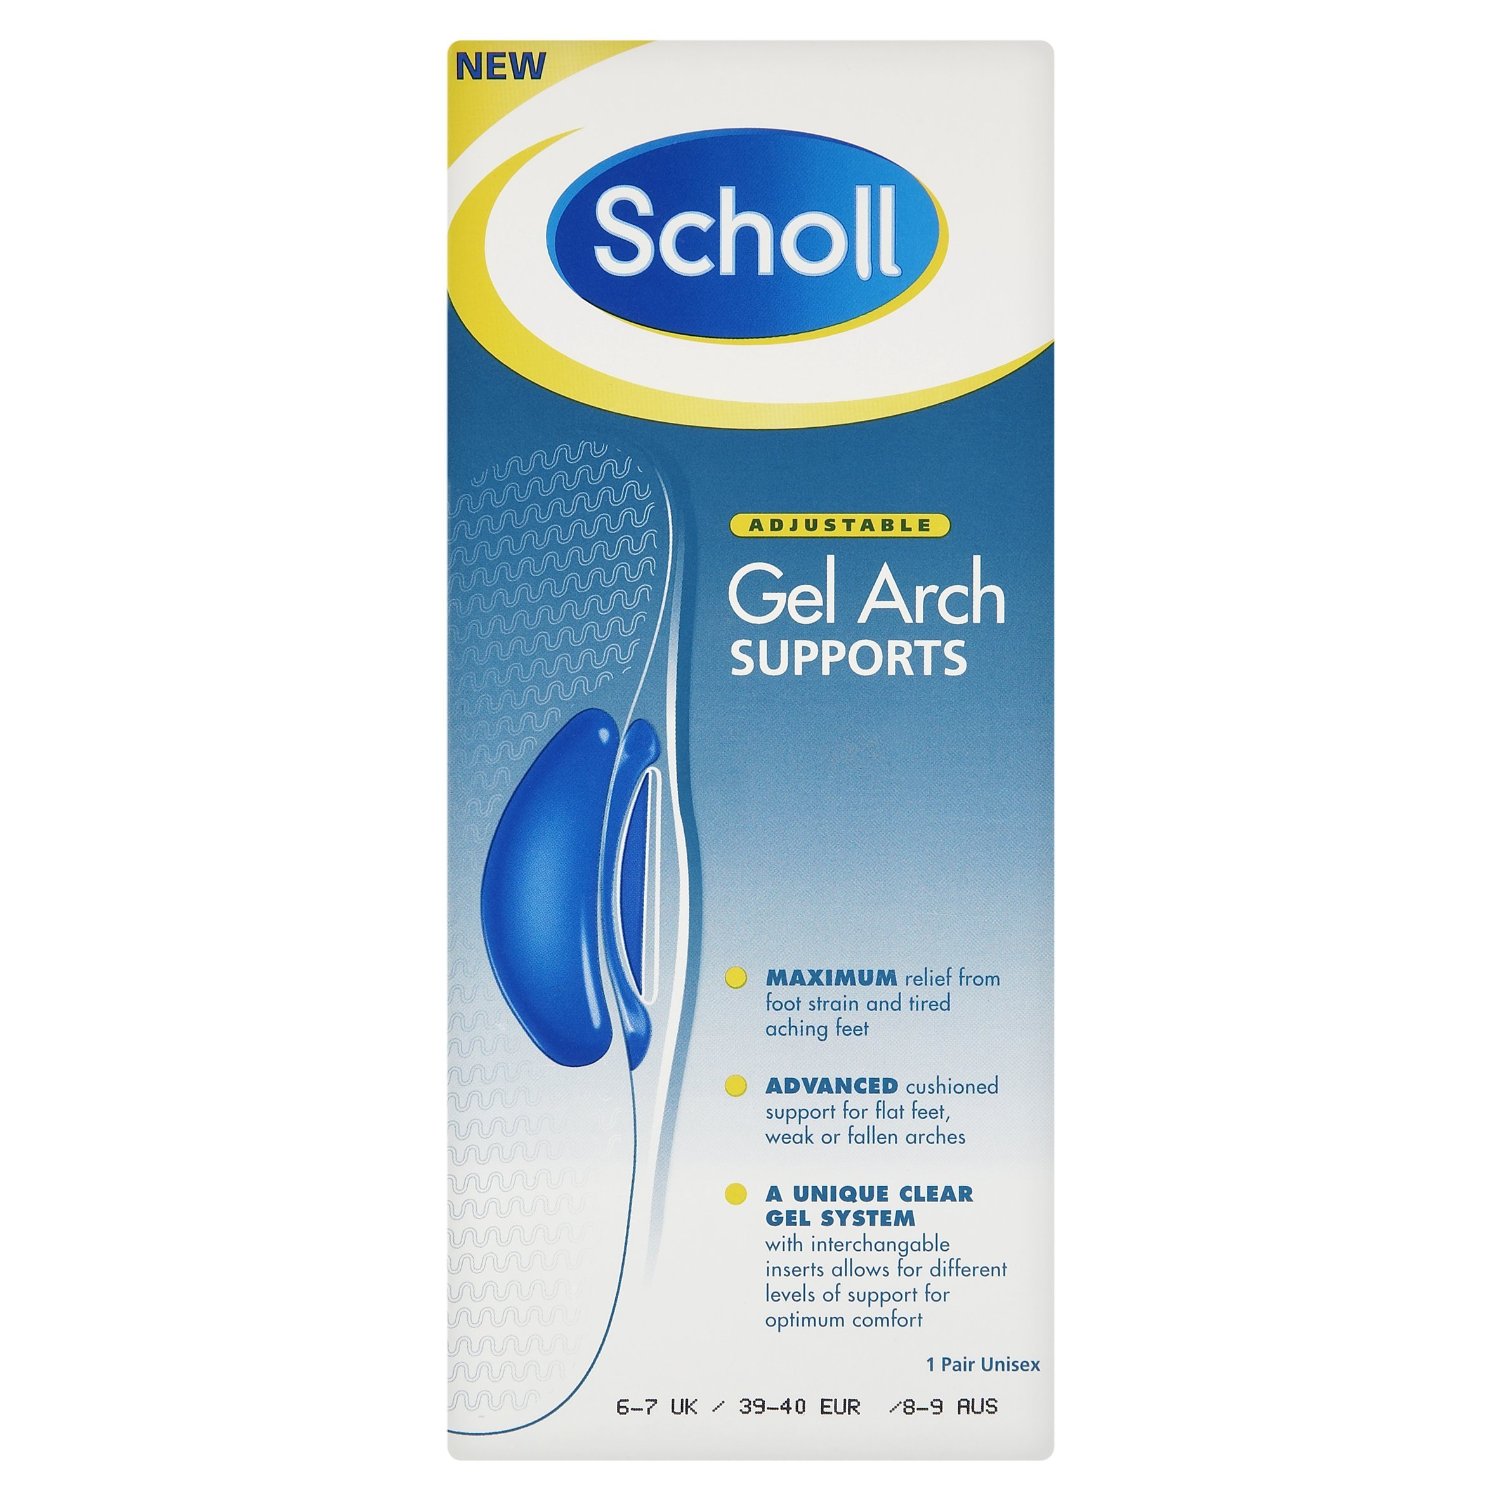 NEW
Scholl
ADJUSTABLE
Gel Arch
SUPPORTS
MAXIMUM relief from
foot strain and tired
aching feet
ADVANCED cushioned
support for flat feet,
weak or fallen arches
A UNIQUE CLEAR
GEL SYSTEM
with interchangable
inserts allows for different
levels of support for
optimum comfort
1 Pair Unisex
6-7 UK / 39-40 EUR /8-9 AUS